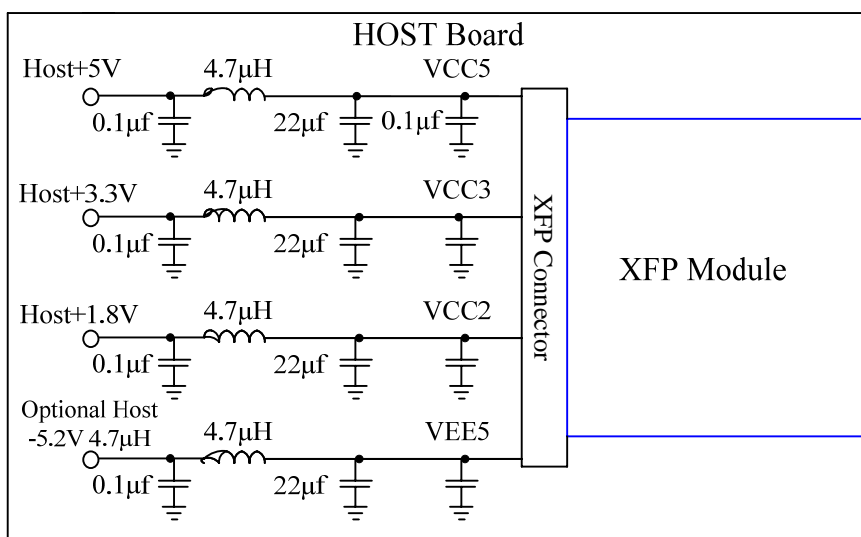 HOST Board
Host+5V 4.7µH VCC5
0.1µf 22µf 0.1µf
Host+3.3V 4.7µH VCC3
0.1µf 22µf
XFP Connector
XFP Module
Host+1.8V 4.7µH VCC2
0.1µf 22µf
Optional Host
-5.2V 4.7µH 4.7µH VEE5
0.1µf 22µf